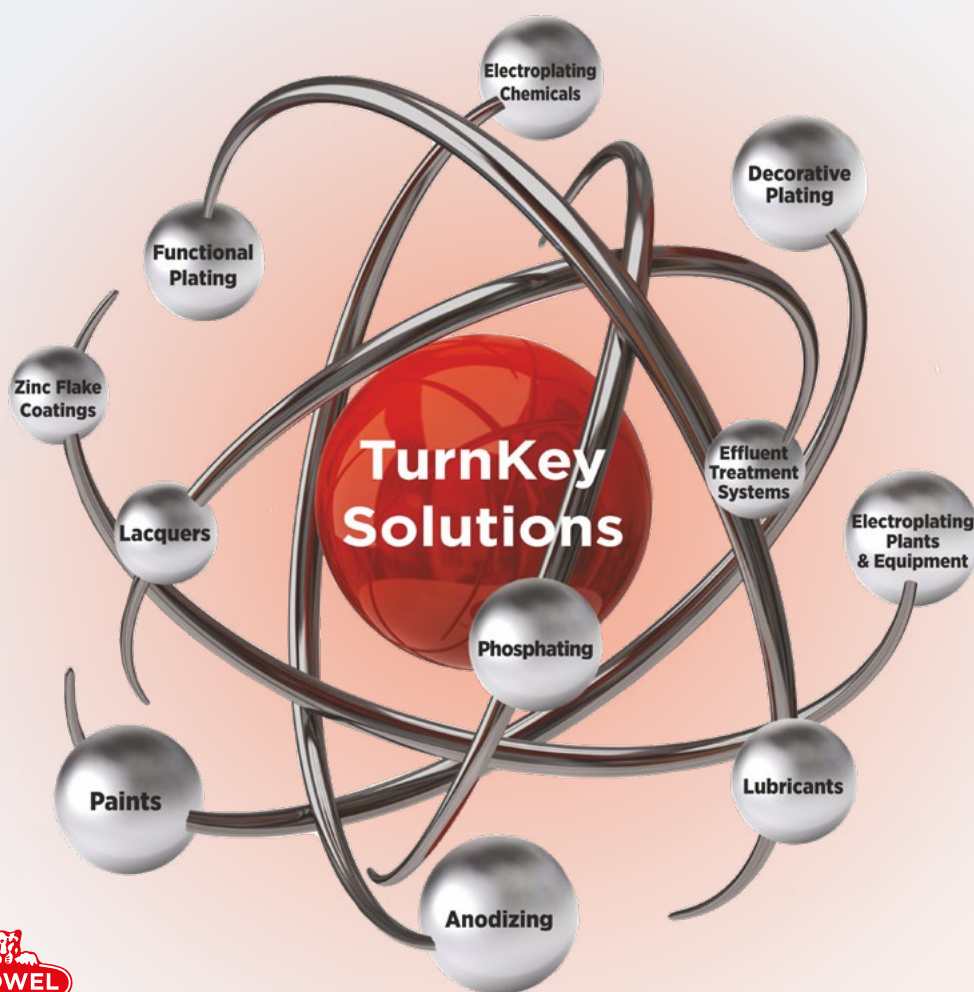 Electroplating
Chemicals
Decorative
Plating
Functional
Plating
Zinc Flake
Coatings
TurnKey
Solutions
Effluent
Treatment
Systems
Lacquers
Electroplating
Plants
& Equipment
Phosphating
Paints
Lubricants
Anodizing